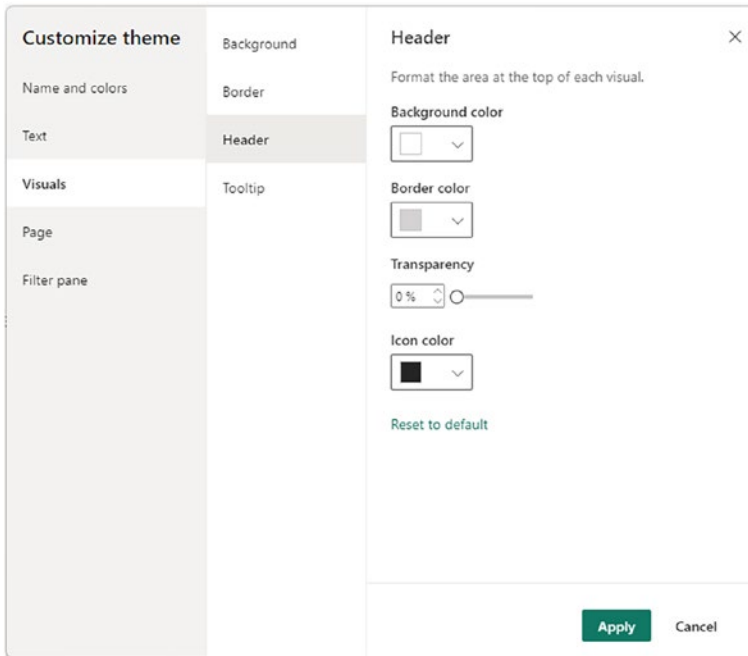 Customize theme
Name and colors
Text
Visuals
Page
Filter pane
Background
Border
Header
Tooltip
Header
Format the area at the top of each visual.
Background color
Border color
Transparency
0 %
Icon color
Reset to default
Apply
Cancel